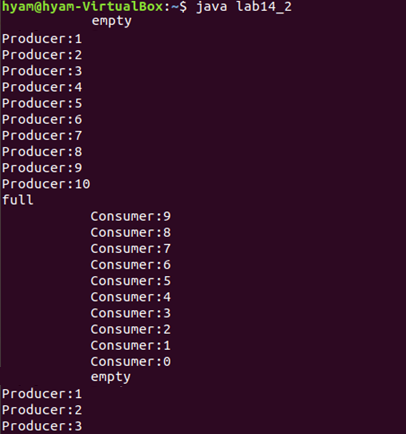 hyam@hyam-VirtualBox:~$ java lab14_2
empty
Producer:1
Producer:2
Producer:3
Producer:4
Producer:5
Producer:6
Producer:7
Producer:8
Producer:9
Producer:10
full
Consumer:9
Consumer:8
Consumer:7
Consumer:6
Consumer:5
Consumer:4
Consumer:3
Consumer:2
Consumer:1
Consumer:0
empty
Producer:1
Producer:2
Producer:3